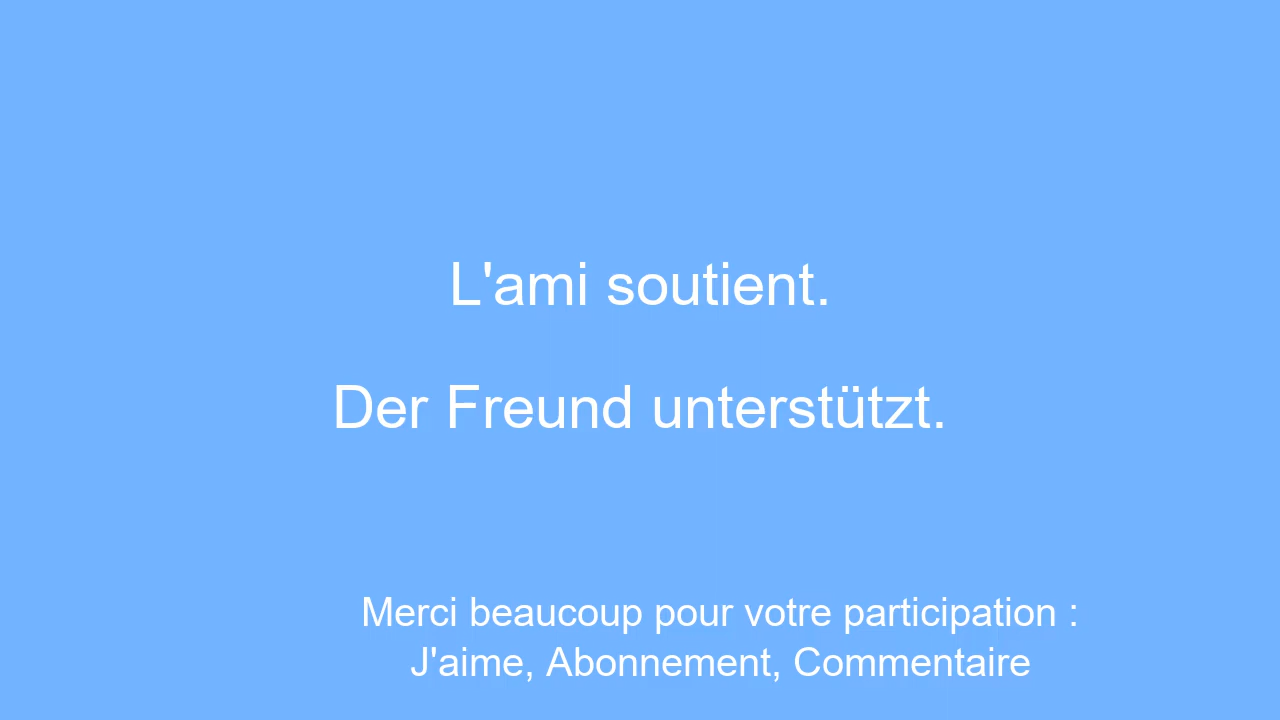 L'ami soutient.
Der Freund unterstützt.
Merci beaucoup pour votre participation :
J'aime, Abonnement, Commentaire